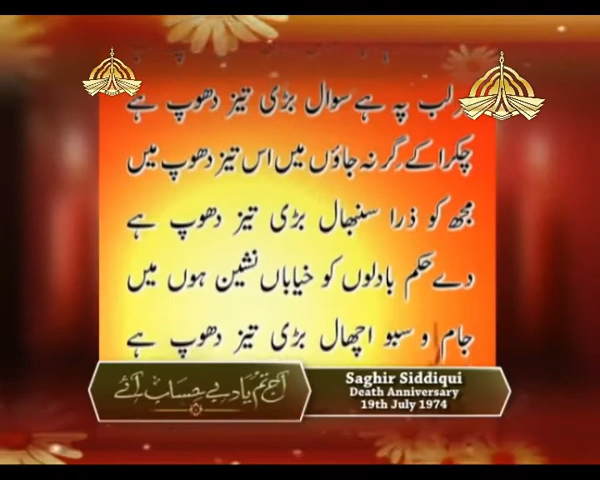 لب پہ ہے سوال بڑی تیز دھوپ ہے
چکرا کے گر نہ جاؤں میں اس تیز دھوپ میں
مجھ کو ذرا سنبھال بڑی تیز دھوپ ہے
دے حکم بادلوں کو خیاباں نشین ہوں میں
جام و سبو اچھال بڑی تیز دھوپ ہے
آج تم یاد بے حساب آئے
Saghir Siddiqui
Death Anniversary
19th July 1974